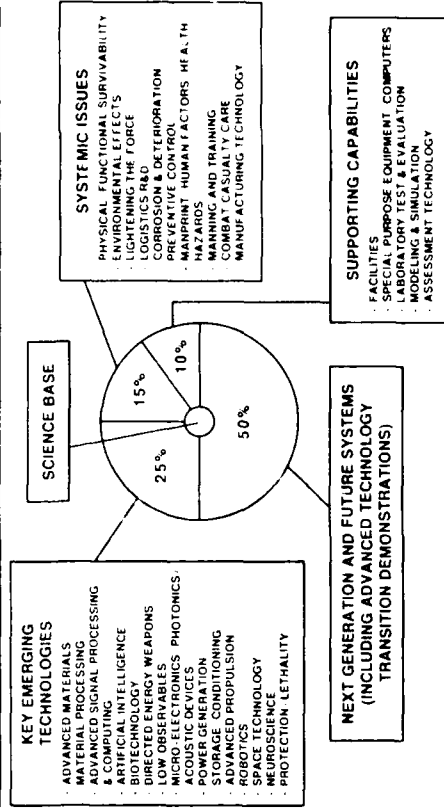 KEY EMERGING
TECHNOLOGIES
· ADVANCED MATERIALS
MATERIAL PROCESSING
· ADVANCED SIGNAL PROCESSING
& COMPUTING
· ARTIFICIAL INTELLIGENCE
· BIOTECHNOLOGY
· DIRECTED ENERGY WEAPONS
· LOW OBSERVABLES
· MICRO-ELECTRONICS PHOTONICS
ACOUSTIC DEVICES
· POWER GENERATION
STORAGE CONDITIONING
· ADVANCED PROPULSION
· ROBOTICS
· SPACE TECHNOLOGY
· NEUROSCIENCE
· PROTECTION LETHALITY
SCIENCE BASE
SYSTEMIC ISSUES
· PHYSICAL FUNCTIONAL SURVIVABILITY
· ENVIRONMENTAL EFFECTS
· LIGHTENING THE FORCE
· LOGISTICS R&D
· CORROSION & DETERIORATION
PREVENTIVE CONTROL
· MANPRINT HUMAN FACTORS HEALTH
HAZARDS
· MANNING AND TRAINING
· COMBAT CASUALTY CARE
· MANUFACTURING TECHNOLOGY
25%
15%
10%
50%
NEXT GENERATION AND FUTURE SYSTEMS
(INCLUDING ADVANCED TECHNOLOGY
TRANSITION DEMONSTRATIONS)
SUPPORTING CAPABILITIES
· FACILITIES
· SPECIAL PURPOSE EQUIPMENT COMPUTERS
· LABORATORY TEST & EVALUATION
· MODELING & SIMULATION
· ASSESSMENT TECHNOLOGY